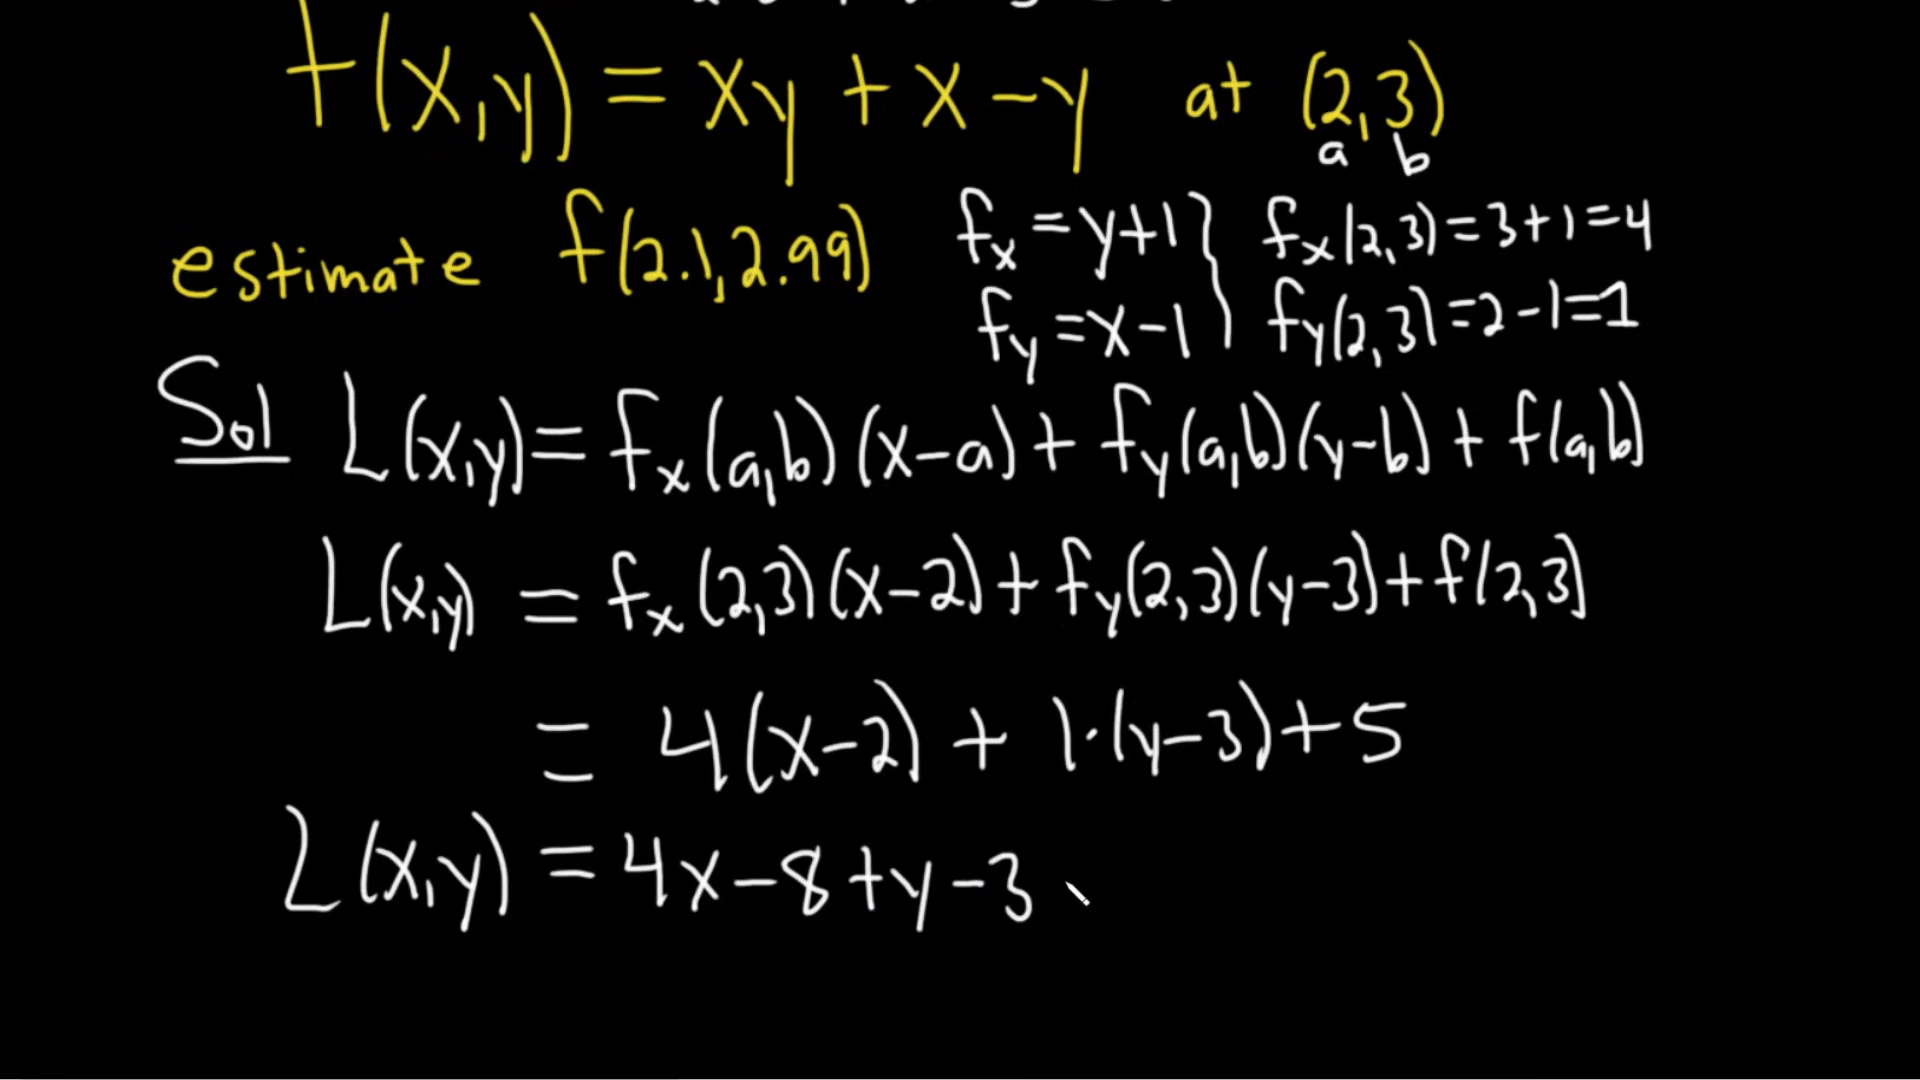 f(x,y) = xy + x - y at (2,3)
a b
estimate f(2.1, 2.99)
fx = y+1 } fx(2,3) = 3+1 = 4
fy = x-1 } fy(2,3) = 2-1 = 1
Sol L(x,y) = fx(a,b)(x-a) + fy(a,b)(y-b) + f(a,b)
L(x,y) = fx(2,3)(x-2) + fy(2,3)(y-3) + f(2,3)
= 4(x-2) + 1·(y-3) + 5
L(x,y) = 4x - 8 + y - 3